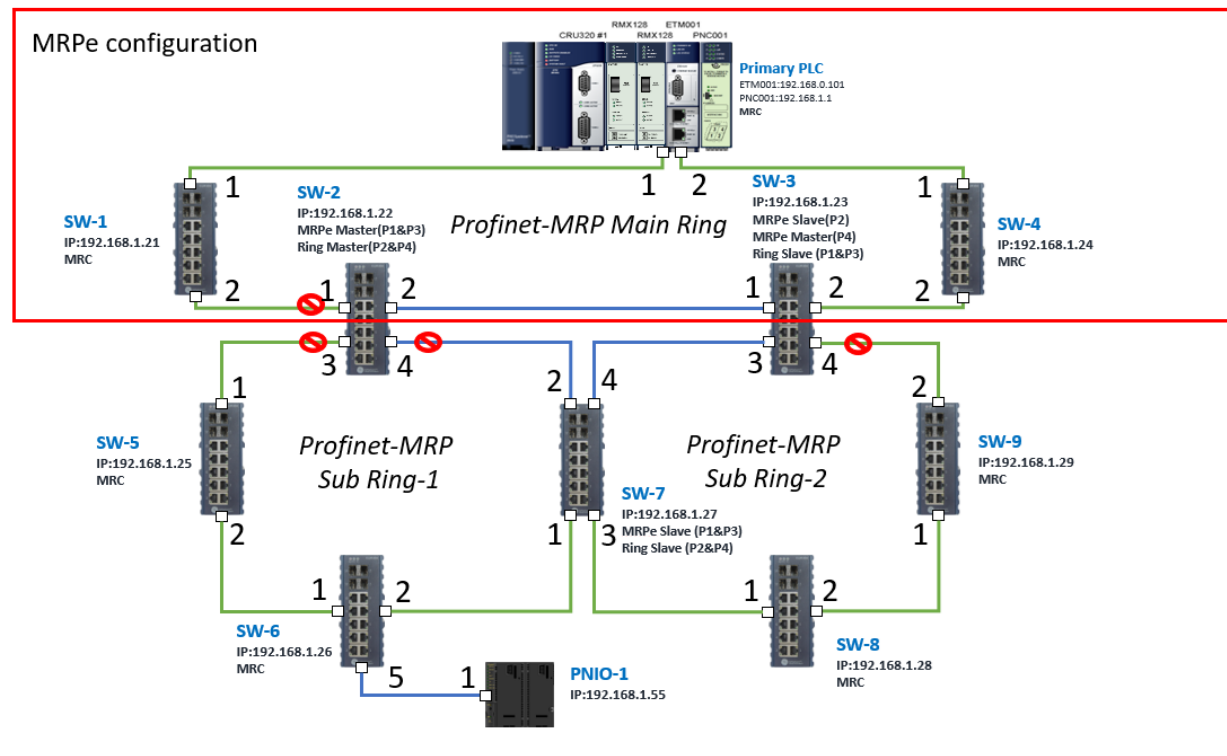 MRPe configuration
RMX128 ETM001
CRU320 #1 RMX128 PNC001
Primary PLC
ETM001:192.168.0.101
PNC001:192.168.1.1
MRC
1 2
1
SW-1
IP:192.168.1.21
MRC
2
SW-2
IP:192.168.1.22
MRPe Master(P1&P3)
Ring Master(P2&P4)
Profinet-MRP Main Ring
SW-3
IP:192.168.1.23
MRPe Slave(P2)
MRPe Master(P4)
Ring Slave (P1&P3)
1
SW-4
IP:192.168.1.24
MRC
2
1 2
1 2
3 4
3 4
1
SW-5
IP:192.168.1.25
MRC
2
Profinet-MRP
Sub Ring-1
2 4
SW-7
IP:192.168.1.27
MRPe Slave (P1&P3)
Ring Slave (P2&P4)
1 3
Profinet-MRP
Sub Ring-2
2
SW-9
IP:192.168.1.29
MRC
1
1 2
SW-6
IP:192.168.1.26
MRC
5
1
PNIO-1
IP:192.168.1.55
1 2
SW-8
IP:192.168.1.28
MRC